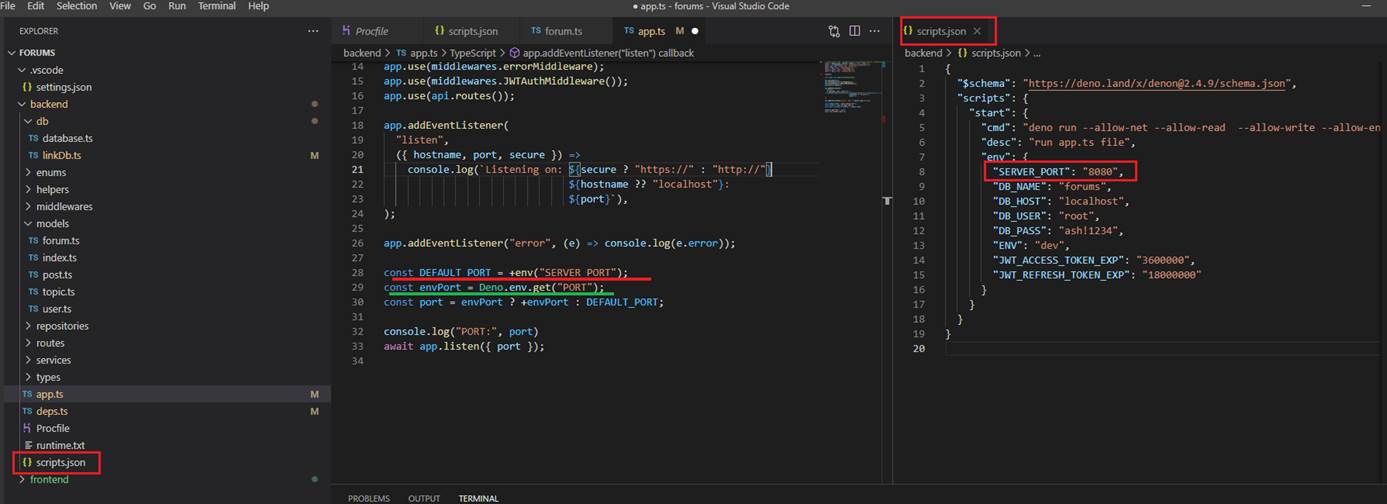 File Edit Selection View Go Run Terminal Help
● app.ts - forums - Visual Studio Code
EXPLORER
FORUMS
.vscode
{} settings.json
backend
db
TS database.ts
TS linkDb.ts M
enums
helpers
middlewares
models
TS forum.ts
TS index.ts
TS post.ts
TS topic.ts
TS user.ts
repositories
routes
services
types
TS app.ts M
TS deps.ts M
Procfile
runtime.txt
{} scripts.json
frontend
Procfile {} scripts.json TS forum.ts TS app.ts M ●
backend > TS app.ts > TypeScript > app.addEventListener("listen") callback
14 app.use(middlewares.errorMiddleware);
15 app.use(middlewares.JWTAuthMiddleware());
16 app.use(api.routes());
17
18 app.addEventListener(
19 "listen",
20 ({ hostname, port, secure }) =>
21 console.log(`Listening on: ${secure ? "https://" : "http://"}
22 ${hostname ?? "localhost"}:
23 ${port}`),
24 );
25
26 app.addEventListener("error", (e) => console.log(e.error));
27
28 const DEFAULT_PORT = +env("SERVER_PORT");
29 const envPort = Deno.env.get("PORT");
30 const port = envPort ? +envPort : DEFAULT_PORT;
31
32 console.log("PORT:", port)
33 await app.listen({ port });
34
{} scripts.json ×
backend > {} scripts.json > ...
1 {
2 "$schema": "https://deno.land/x/denon@2.4.9/schema.json",
3 "scripts": {
4 "start": {
5 "cmd": "deno run --allow-net --allow-read  --allow-write --allow-en
6 "desc": "run app.ts file",
7 "env": {
8 "SERVER_PORT": "8080",
9 "DB_NAME": "forums",
10 "DB_HOST": "localhost",
11 "DB_USER": "root",
12 "DB_PASS": "ash!1234",
13 "ENV": "dev",
14 "JWT_ACCESS_TOKEN_EXP": "3600000",
15 "JWT_REFRESH_TOKEN_EXP": "18000000"
16 }
17 }
18 }
19 }
20
PROBLEMS OUTPUT TERMINAL